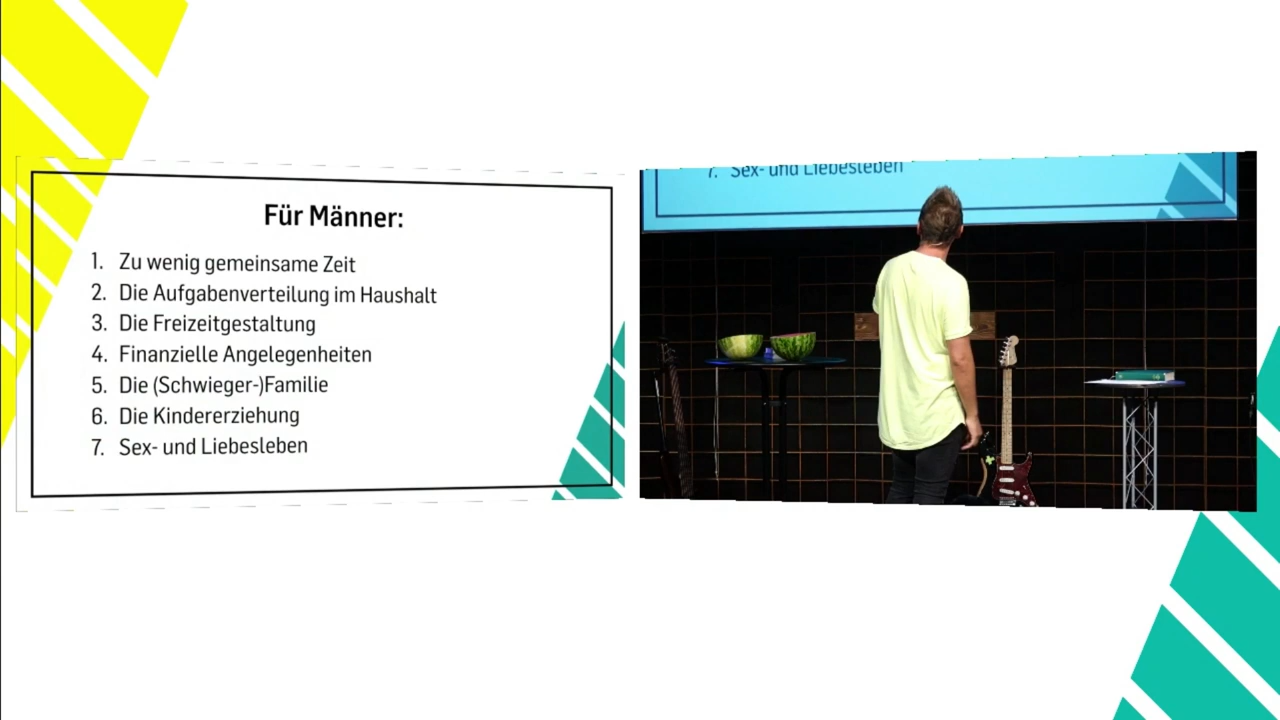 Für Männer:
1. Zu wenig gemeinsame Zeit
2. Die Aufgabenverteilung im Haushalt
3. Die Freizeitgestaltung
4. Finanzielle Angelegenheiten
5. Die (Schwieger-)Familie
6. Die Kindererziehung
7. Sex- und Liebesleben
7. Sex- und Liebesleben